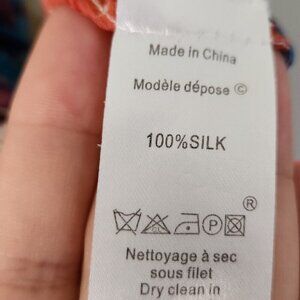 Made in China
Modèle dépose ©
100%SILK
®
P
Nettoyage à sec
sous filet
Dry clean in